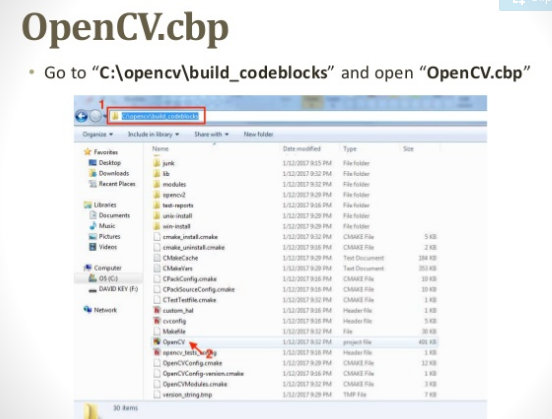 OpenCV.cbp
• Go to “C:\opencv\build_codeblocks” and open “OpenCV.cbp”
1
C:\opencv\build_codeblocks
Organize Include in library Share with New folder
Name Date modified Type Size
Favorites
Desktop
Downloads
Recent Places
Libraries
Documents
Music
Pictures
Videos
Computer
OS (C:)
DAVID KEY (F:)
Network
junk 1/12/2017 9:15 PM File folder
lib 1/12/2017 9:32 PM File folder
modules 1/12/2017 9:32 PM File folder
opencv2 1/12/2017 9:29 PM File folder
test-reports 1/12/2017 9:16 PM File folder
unix-install 1/12/2017 9:29 PM File folder
win-install 1/12/2017 9:29 PM File folder
cmake_install.cmake 1/12/2017 9:32 PM CMAKE File 5 KB
cmake_uninstall.cmake 1/12/2017 9:16 PM CMAKE File 2 KB
CMakeCache 1/12/2017 9:29 PM Text Document 184 KB
CMakeVars 1/12/2017 9:29 PM Text Document 353 KB
CPackConfig.cmake 1/12/2017 9:16 PM CMAKE File 10 KB
CPackSourceConfig.cmake 1/12/2017 9:16 PM CMAKE File 10 KB
CTestTestfile.cmake 1/12/2017 9:32 PM CMAKE File 1 KB
custom_hal 1/12/2017 9:16 PM Header file 1 KB
cvconfig 1/12/2017 9:16 PM Header file 5 KB
Makefile 1/12/2017 9:32 PM File 30 KB
OpenCV 1/12/2017 9:32 PM project file 401 KB
2
opencv_tests_config 1/12/2017 9:16 PM Header file 1 KB
OpenCVConfig.cmake 1/12/2017 9:29 PM CMAKE File 12 KB
OpenCVConfig-version.cmake 1/12/2017 9:16 PM CMAKE File 1 KB
OpenCVModules.cmake 1/12/2017 9:32 PM CMAKE File 3 KB
version_string.tmp 1/12/2017 9:29 PM TMP File 7 KB
30 items